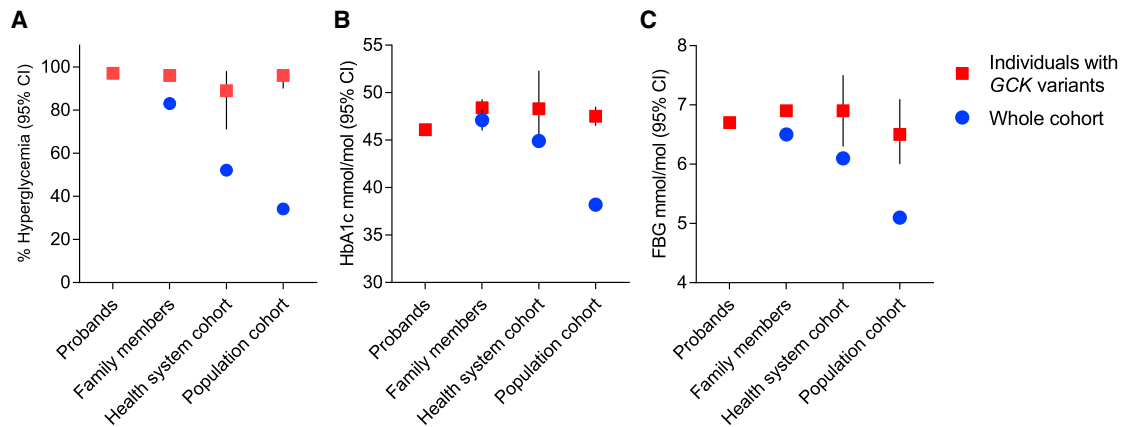 A
% Hyperglycemia (95% CI)
100
80
60
40
20
0
Probands
Family members
Health system cohort
Population cohort
B
HbA1c mmol/mol (95% CI)
55
50
45
40
35
30
Probands
Family members
Health system cohort
Population cohort
C
FBG mmol/mol (95% CI)
8
7
6
5
4
Probands
Family members
Health system cohort
Population cohort
Individuals with
GCK variants
Whole cohort